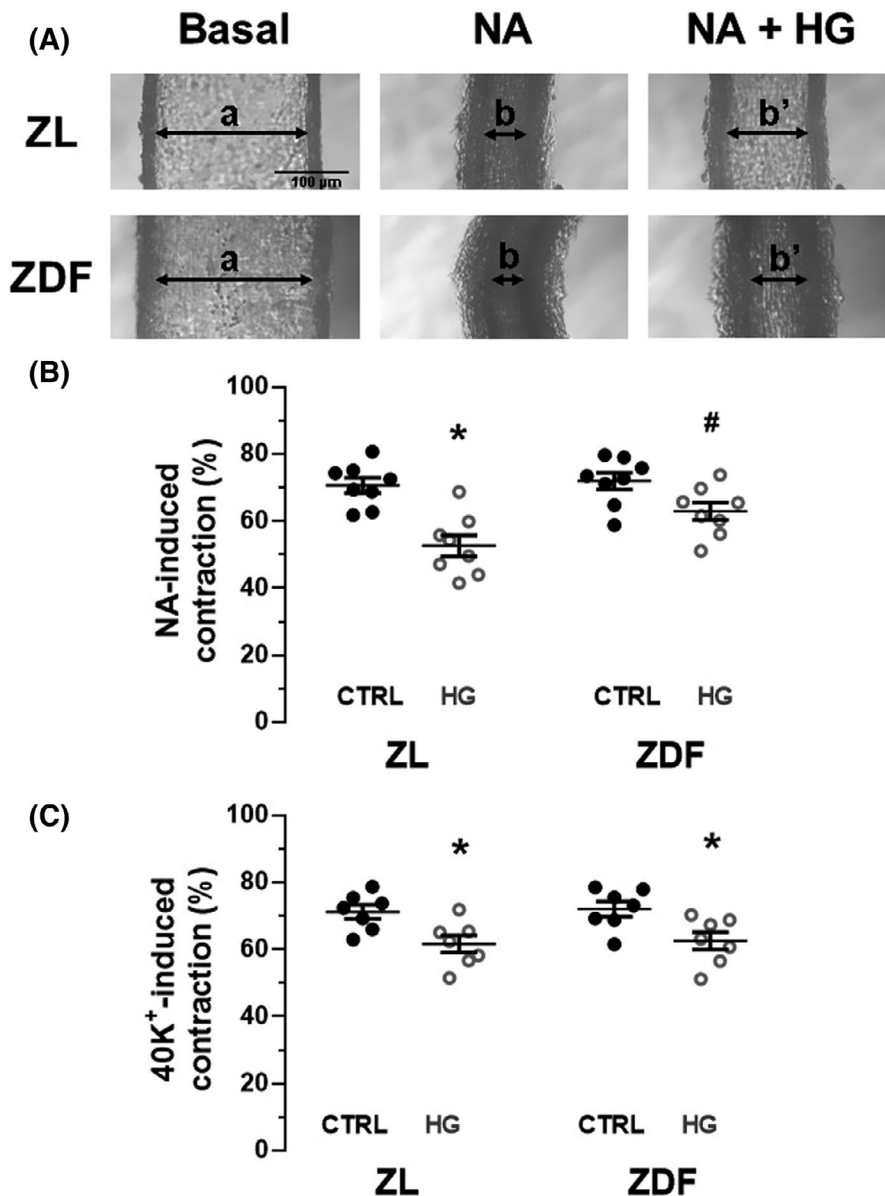 (A) Basal NA NA + HG
ZL a b b’
100 µm
ZDF a b b’
(B)
NA-induced
contraction (%)
100
80
60
40
20
0
* #
CTRL HG CTRL HG
ZL ZDF
(C)
40K⁺-induced
contraction (%)
100
80
60
40
20
0
* *
CTRL HG CTRL HG
ZL ZDF